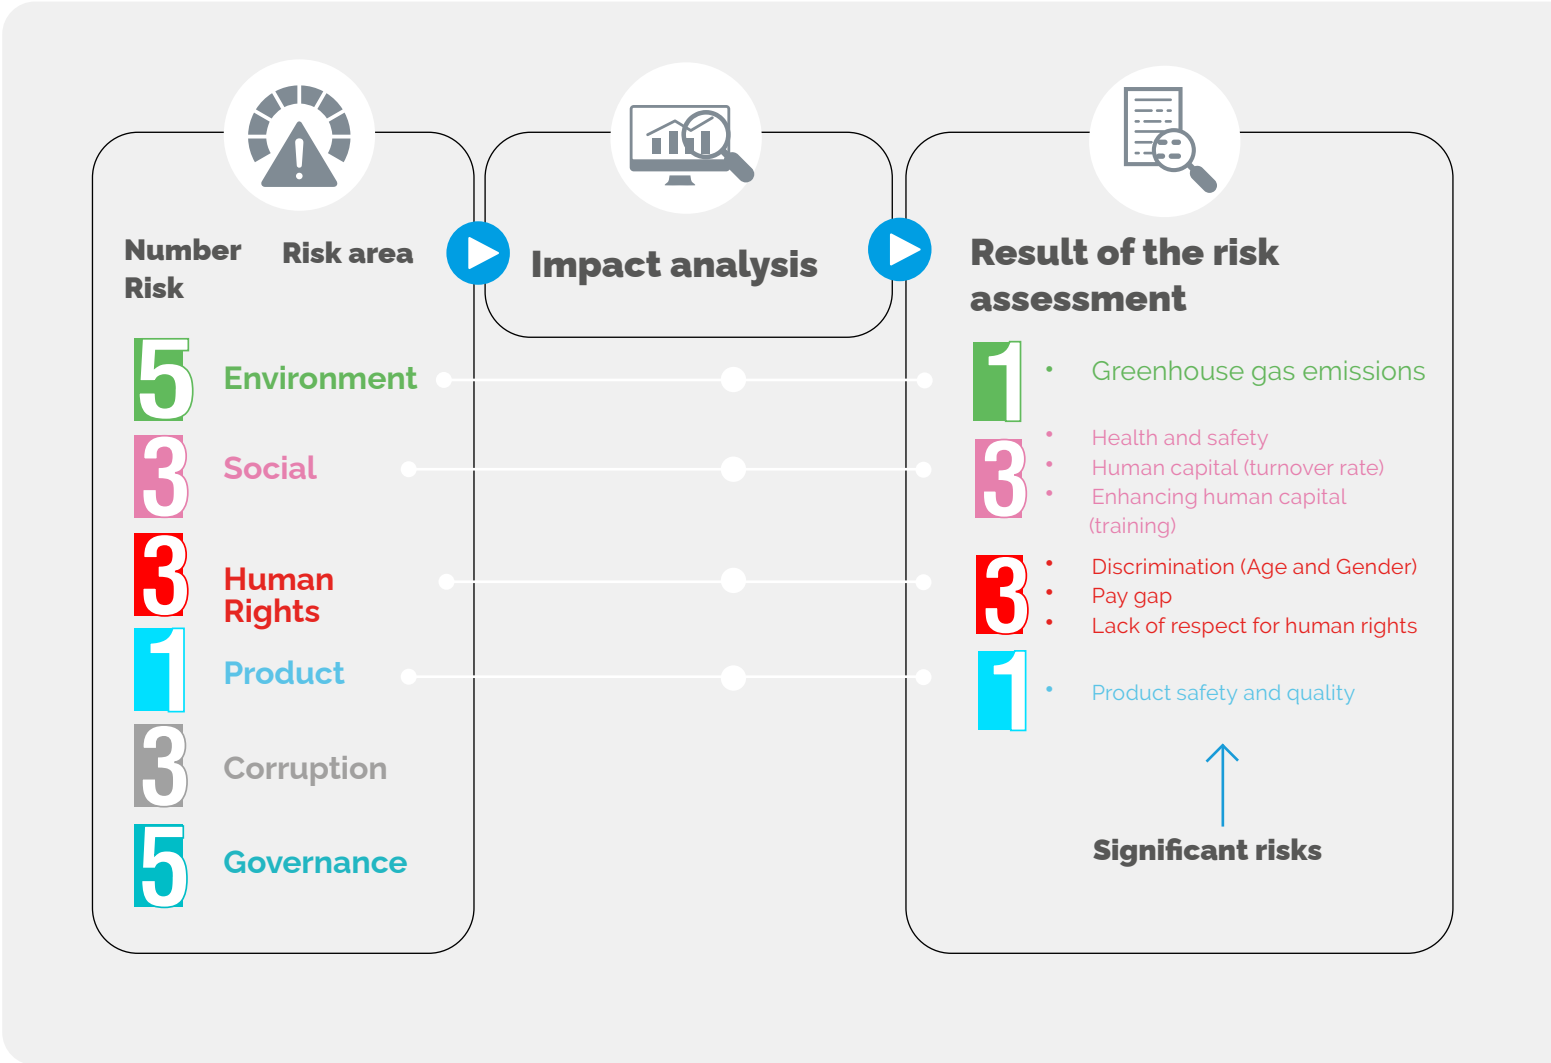 Number
Risk
Risk area
5
Environment
3
Social
3
Human
Rights
1
Product
3
Corruption
5
Governance
Impact analysis
Result of the risk
assessment
1
• Greenhouse gas emissions
3
• Health and safety
• Human capital (turnover rate)
• Enhancing human capital
(training)
3
• Discrimination (Age and Gender)
• Pay gap
• Lack of respect for human rights
1
• Product safety and quality
Significant risks